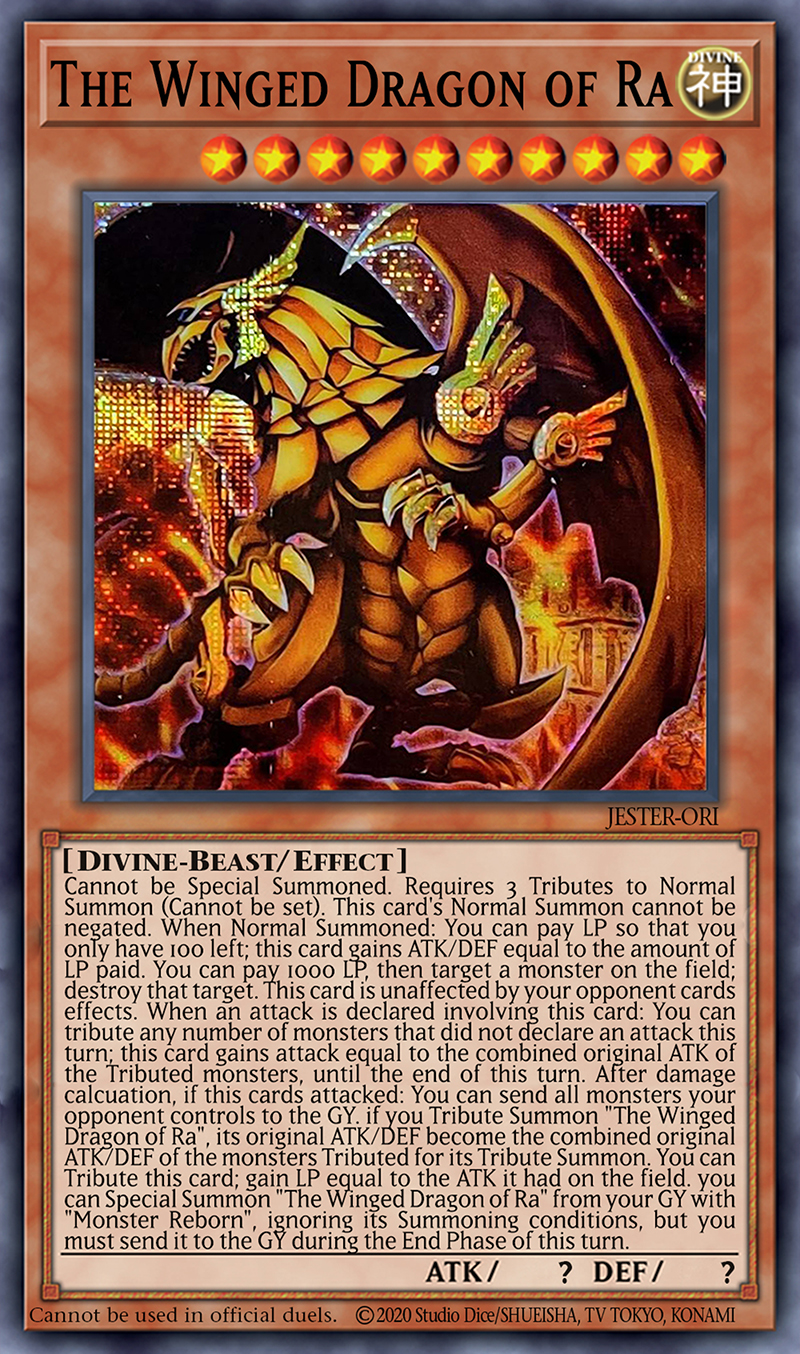 The Winged Dragon of Ra
DIVINE
神
JESTER-ORI
[Divine-Beast/Effect]
Cannot be Special Summoned. Requires 3 Tributes to Normal
Summon (Cannot be set). This card's Normal Summon cannot be
negated. When Normal Summoned: You can pay LP so that you
only have 100 left; this card gains ATK/DEF equal to the amount of
LP paid. You can pay 1000 LP, then target a monster on the field;
destroy that target. This card is unaffected by your opponent cards
effects. When an attack is declared involving this card: You can
tribute any number of monsters that did not declare an attack this
turn; this card gains attack equal to the combined original ATK of
the Tributed monsters, until the end of this turn. After damage
calcuation, if this cards attacked: You can send all monsters your
opponent controls to the GY. if you Tribute Summon "The Winged
Dragon of Ra", its original ATK/DEF become the combined original
ATK/DEF of the monsters Tributed for its Tribute Summon. You can
Tribute this card; gain LP equal to the ATK it had on the field. you
can Special Summon "The Winged Dragon of Ra" from your GY with
"Monster Reborn", ignoring its Summoning conditions, but you
must send it to the GY during the End Phase of this turn.
ATK/ ? DEF/ ?
Cannot be used in official duels. ©2020 Studio Dice/SHUEISHA, TV TOKYO, KONAMI